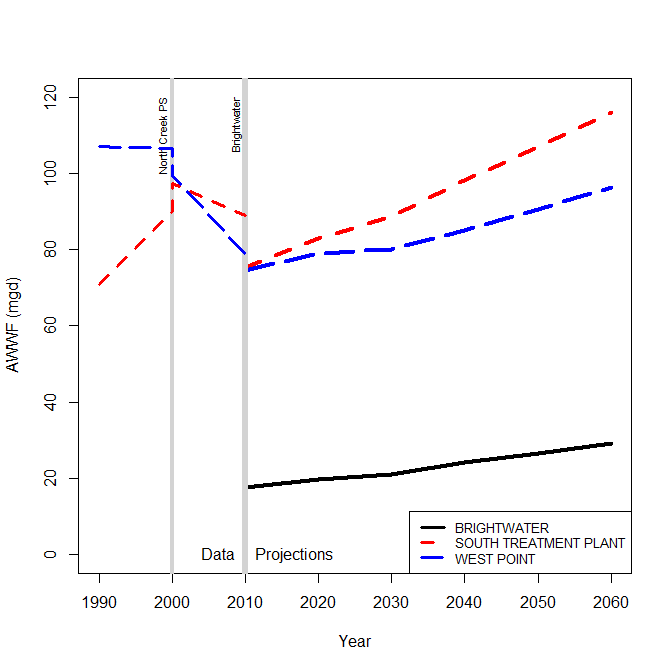 North Creek PS
Brightwater
AWWF (mgd)
120
100
80
60
40
20
0
Data
Projections
BRIGHTWATER
SOUTH TREATMENT PLANT
WEST POINT
1990 2000 2010 2020 2030 2040 2050 2060
Year